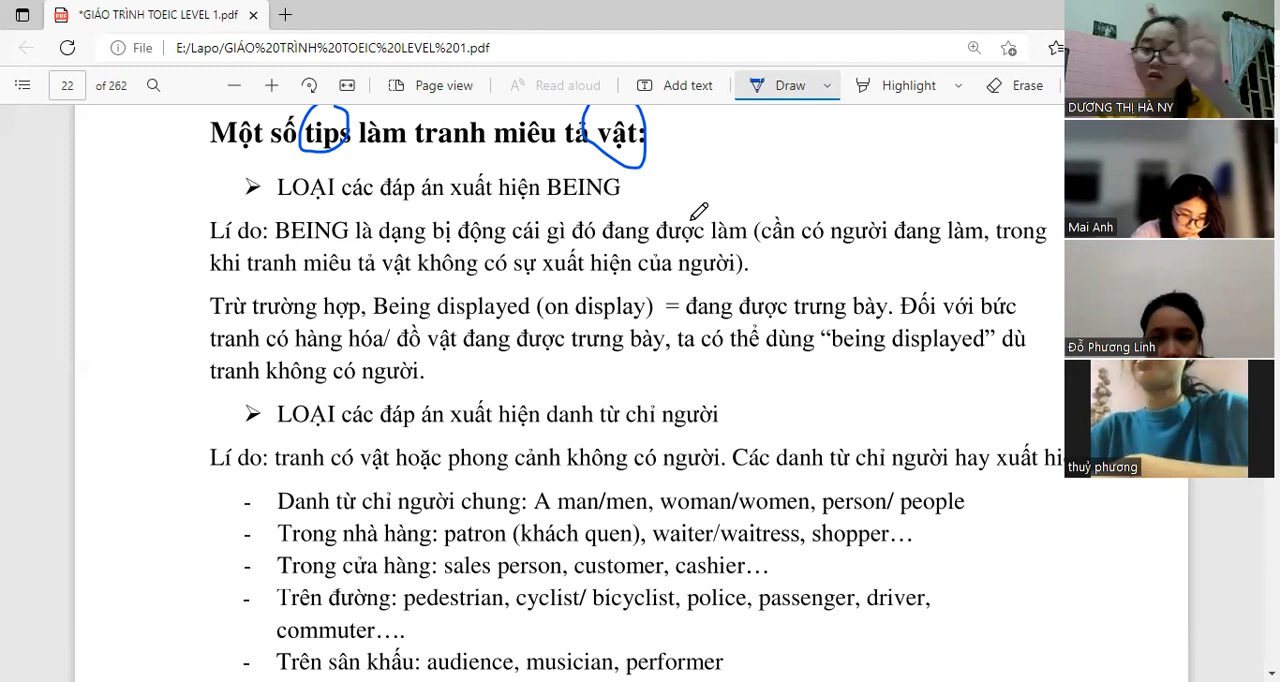 *GIÁO TRÌNH TOEIC LEVEL 1.pdf
File E:/Lapo/GIÁO%20TRÌNH%20TOEIC%20LEVEL%201.pdf
22 of 262 Page view Read aloud Add text Draw Highlight Erase
Một số tips làm tranh miêu tả vật:
➢ LOẠI các đáp án xuất hiện BEING
Lí do: BEING là dạng bị động cái gì đó đang được làm (cần có người đang làm, trong
khi tranh miêu tả vật không có sự xuất hiện của người).
Trừ trường hợp, Being displayed (on display) = đang được trưng bày. Đối với bức
tranh có hàng hóa/ đồ vật đang được trưng bày, ta có thể dùng “being displayed” dù
tranh không có người.
➢ LOẠI các đáp án xuất hiện danh từ chỉ người
Lí do: tranh có vật hoặc phong cảnh không có người. Các danh từ chỉ người hay xuất hi
- Danh từ chỉ người chung: A man/men, woman/women, person/ people
- Trong nhà hàng: patron (khách quen), waiter/waitress, shopper…
- Trong cửa hàng: sales person, customer, cashier…
- Trên đường: pedestrian, cyclist/ bicyclist, police, passenger, driver,
commuter….
- Trên sân khấu: audience, musician, performer
DƯƠNG THỊ HÀ NY
Mai Anh
Đỗ Phương Linh
thuỷ phương